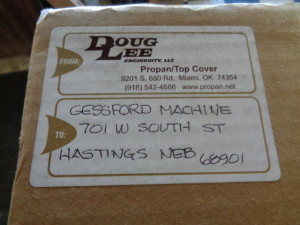 DOUG
LEE
ENGINEUITY, LLC
FROM:
Propan/Top Cover
9201 S. 650 Rd. Miami, OK 74354
(918) 542-4686 www.propan.net
GESSFORD MACHINE
TO:
701 W SOUTH ST
HASTINGS NEB 68901